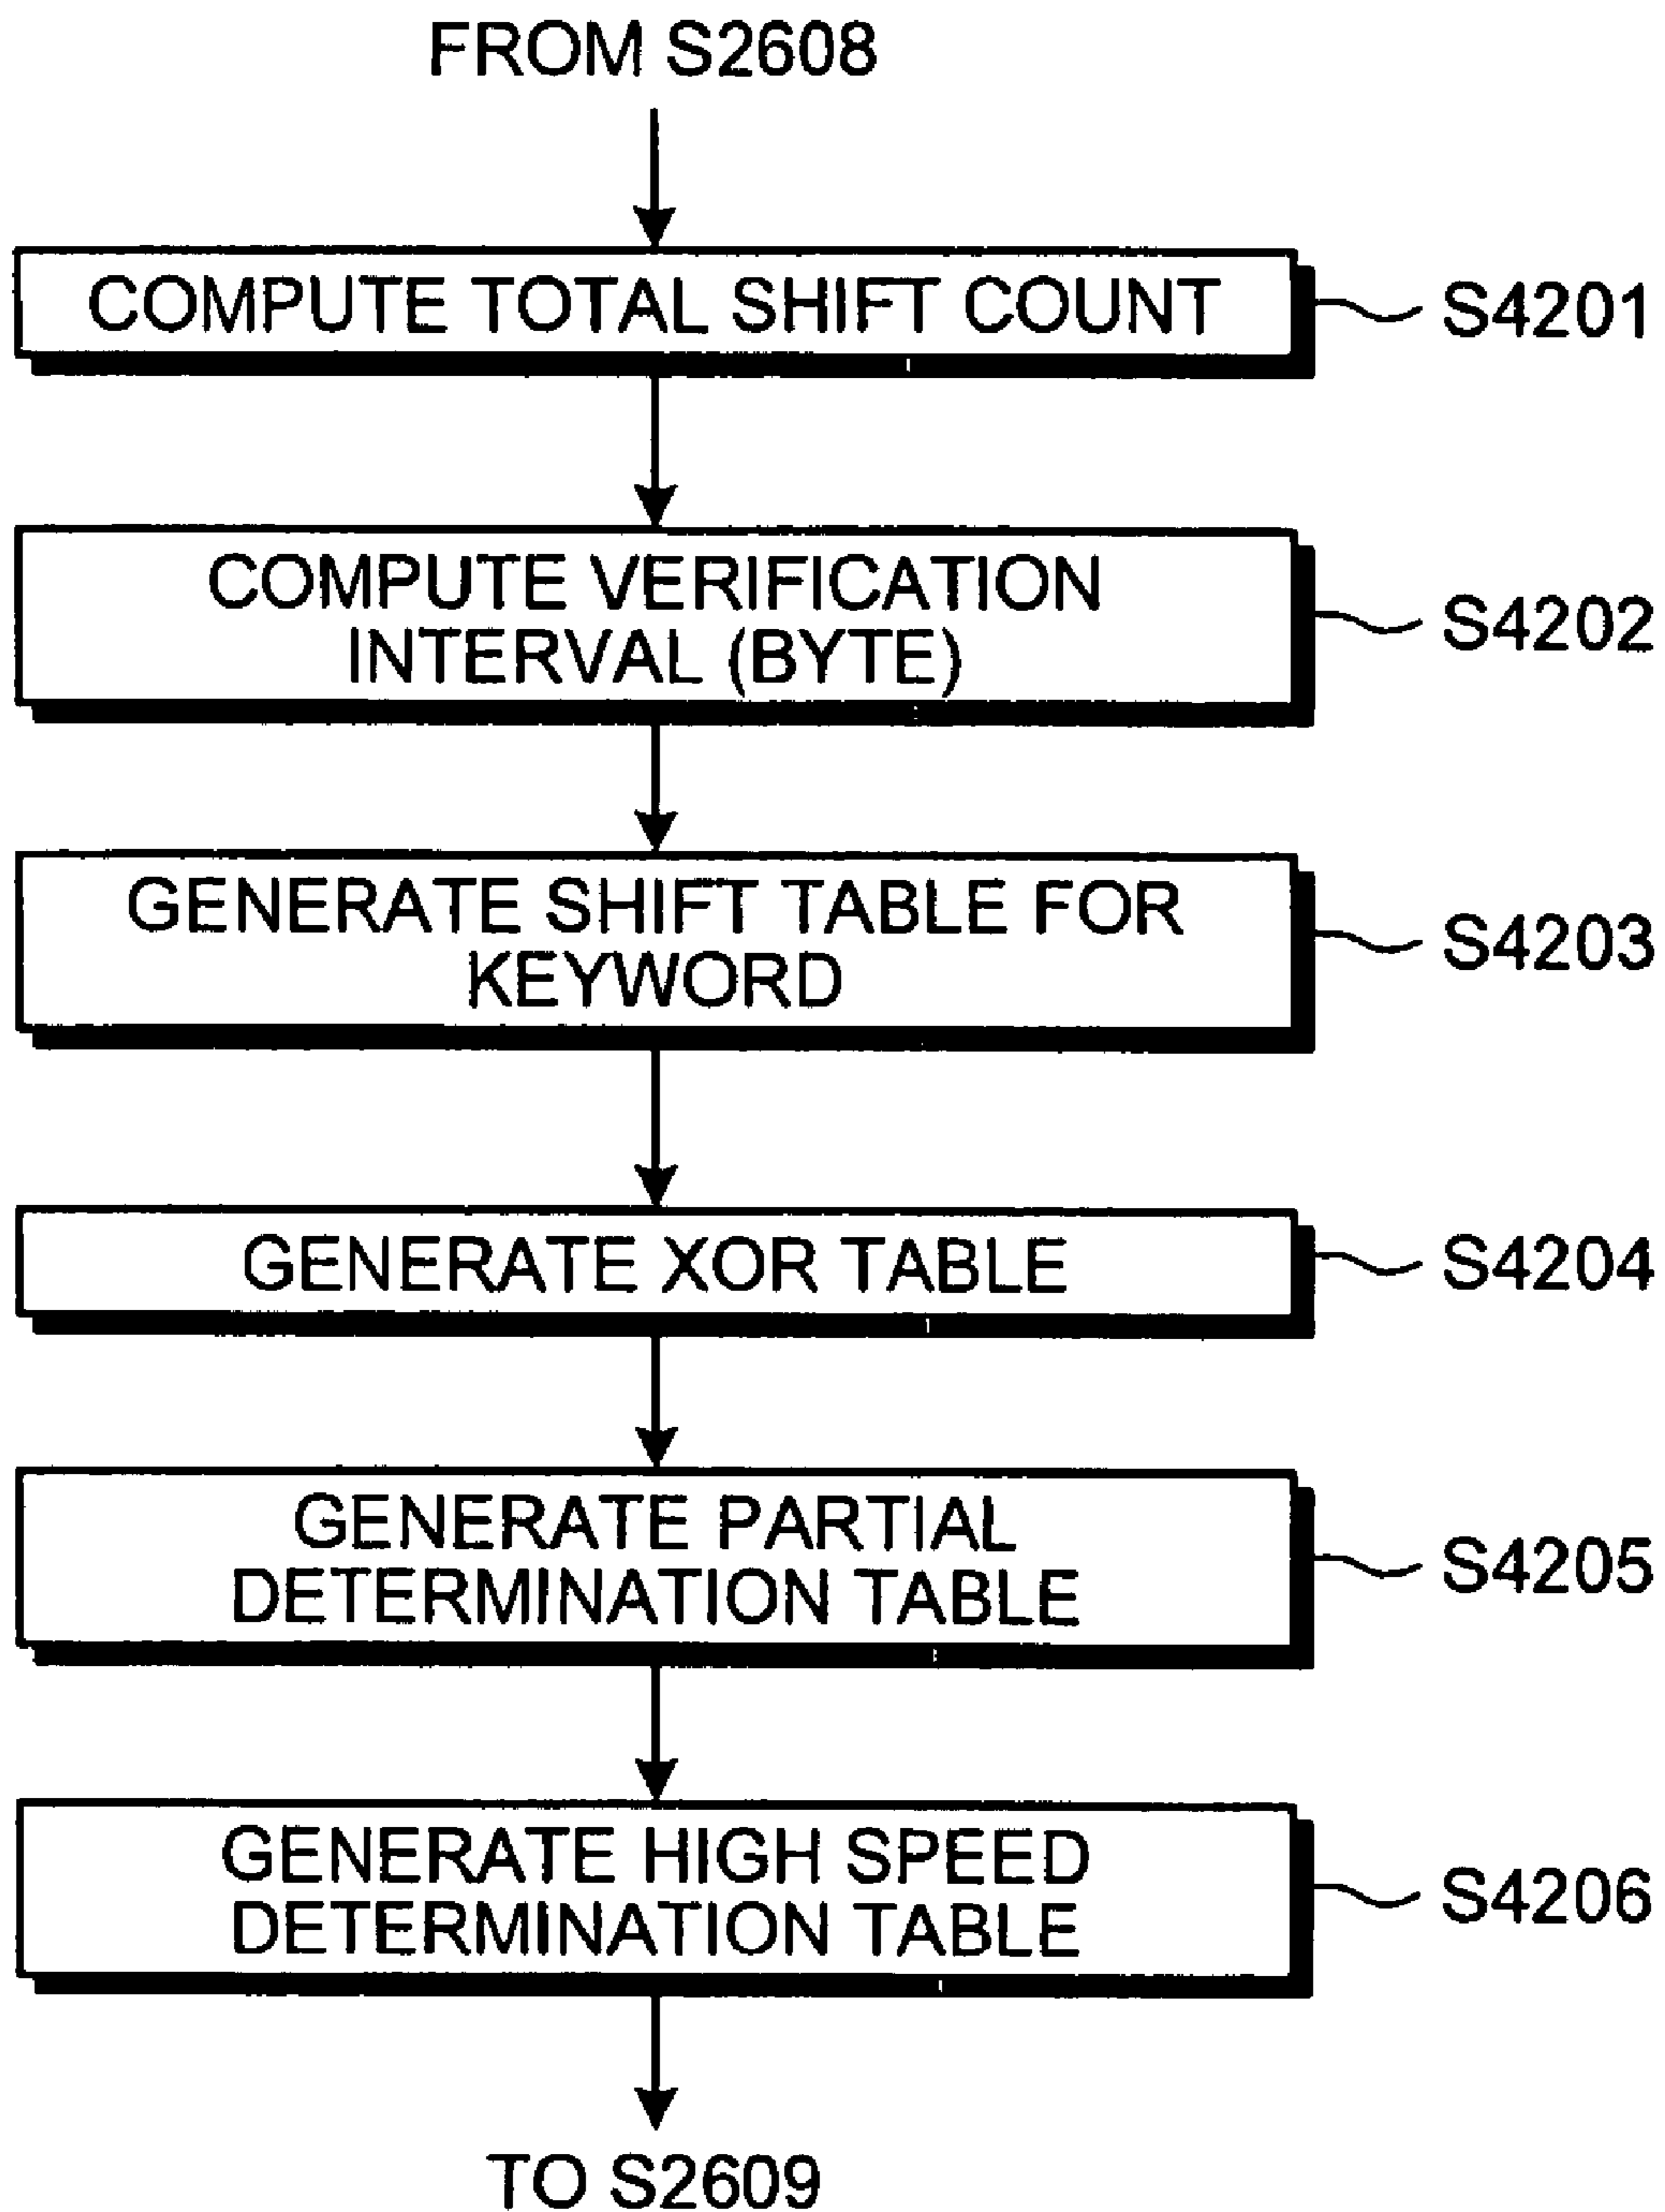 FROM S2608
COMPUTE TOTAL SHIFT COUNT
S4201
COMPUTE VERIFICATION
INTERVAL (BYTE)
S4202
GENERATE SHIFT TABLE FOR
KEYWORD
S4203
GENERATE XOR TABLE
S4204
GENERATE PARTIAL
DETERMINATION TABLE
S4205
GENERATE HIGH SPEED
DETERMINATION TABLE
S4206
TO S2609